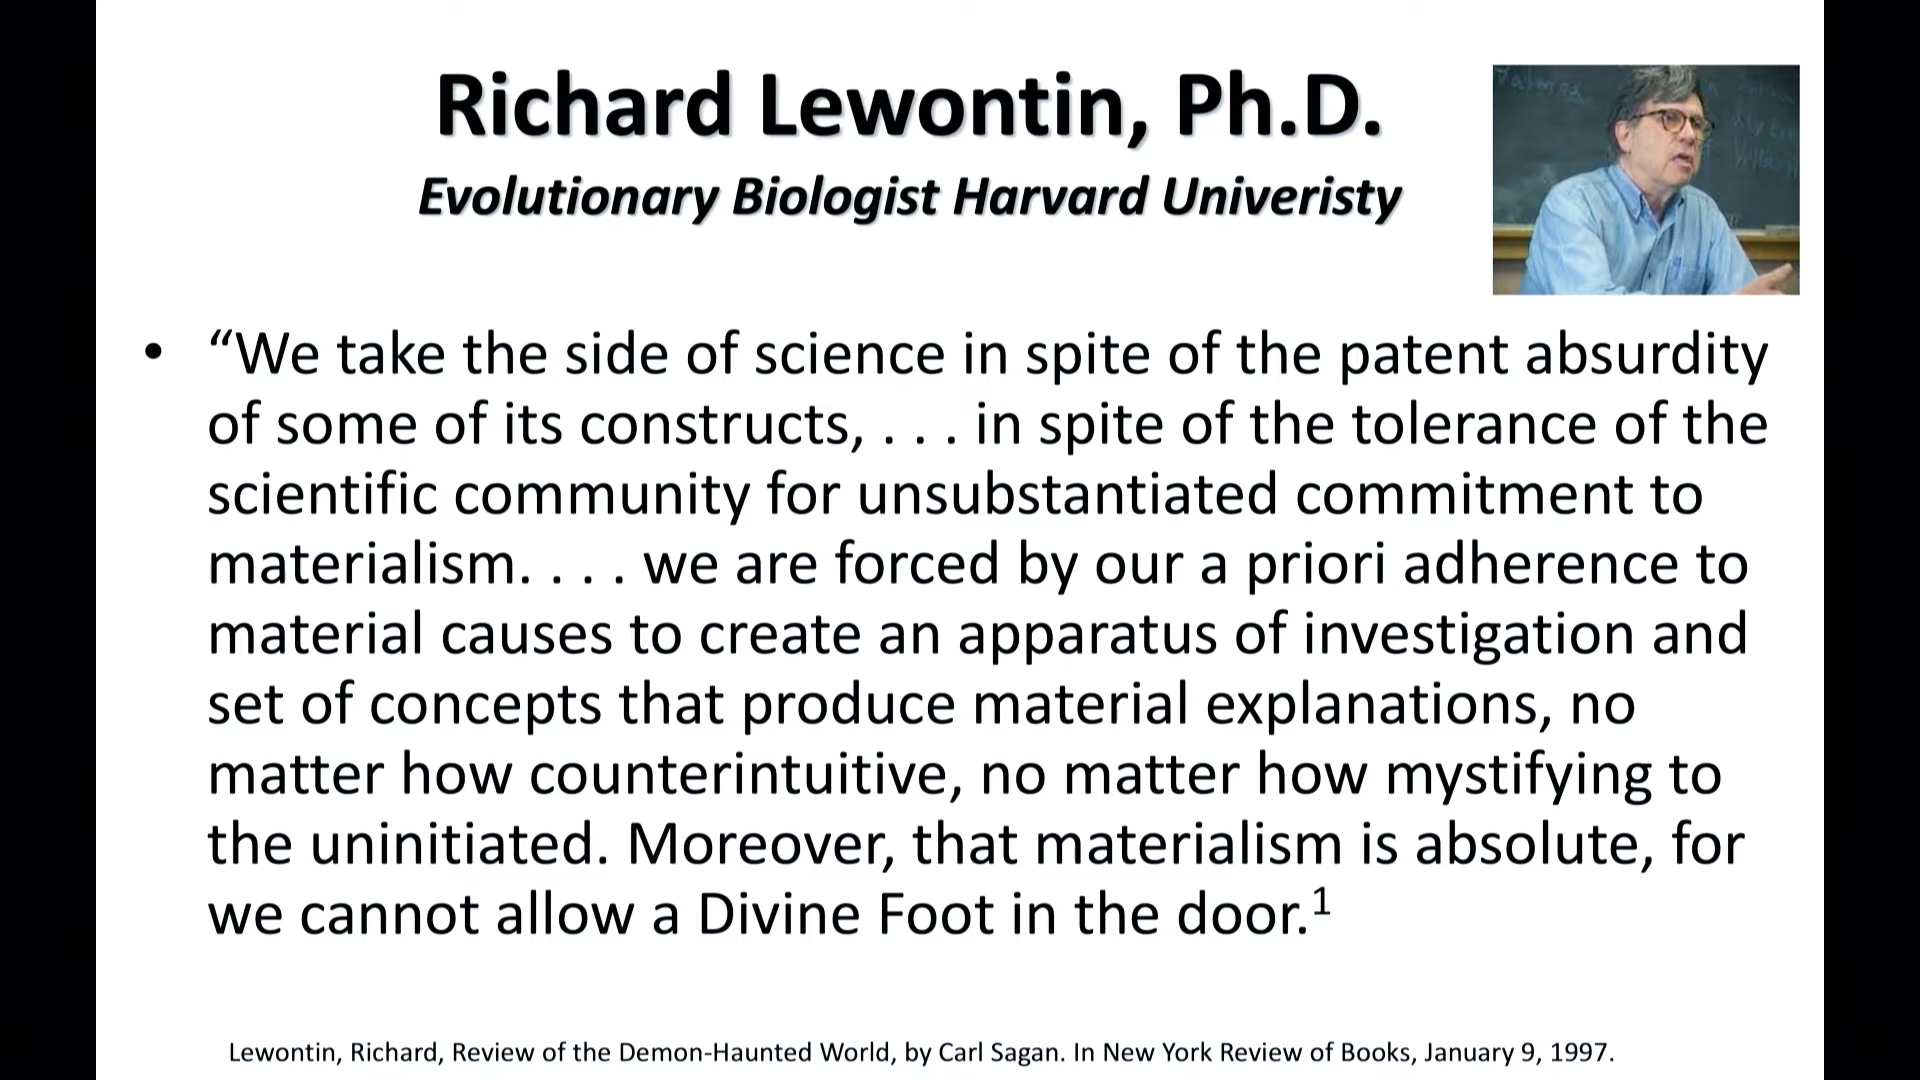 Richard Lewontin, Ph.D.
Evolutionary Biologist Harvard Univeristy
• “We take the side of science in spite of the patent absurdity
of some of its constructs, . . . in spite of the tolerance of the
scientific community for unsubstantiated commitment to
materialism. . . . we are forced by our a priori adherence to
material causes to create an apparatus of investigation and
set of concepts that produce material explanations, no
matter how counterintuitive, no matter how mystifying to
the uninitiated. Moreover, that materialism is absolute, for
we cannot allow a Divine Foot in the door.¹
Lewontin, Richard, Review of the Demon-Haunted World, by Carl Sagan. In New York Review of Books, January 9, 1997.